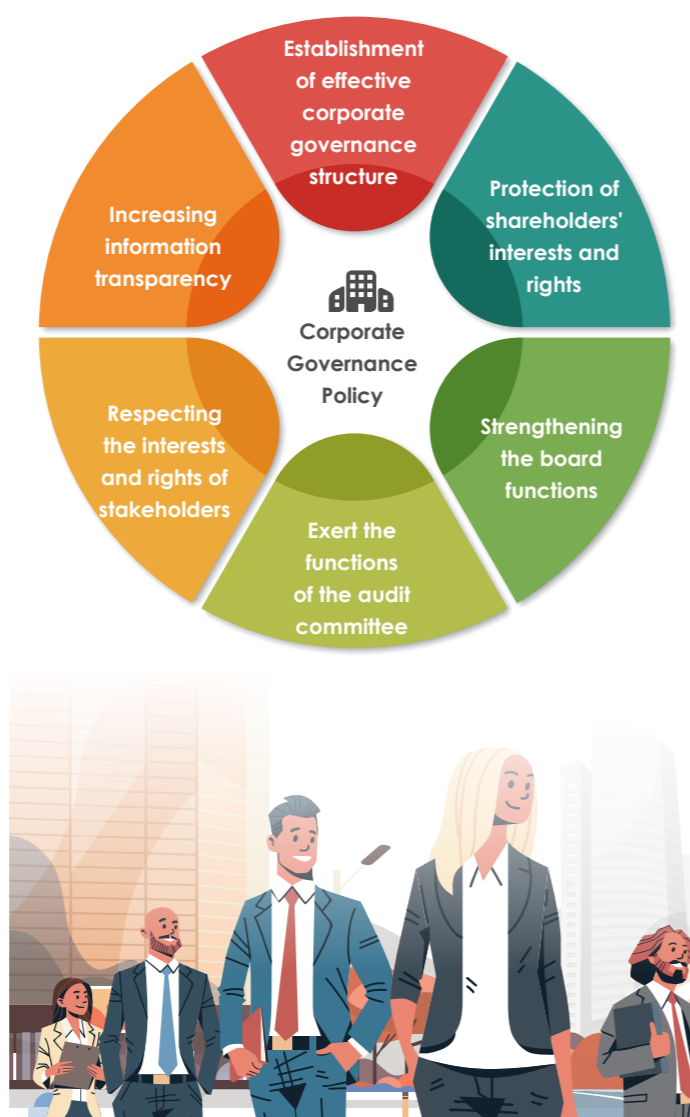 Establishment
of effective
corporate
governance
structure
Protection of
shareholders'
interests and
rights
Strengthening
the board
functions
Exert the
functions
of the audit
committee
Respecting
the interests
and rights of
stakeholders
Increasing
information
transparency
Corporate
Governance
Policy